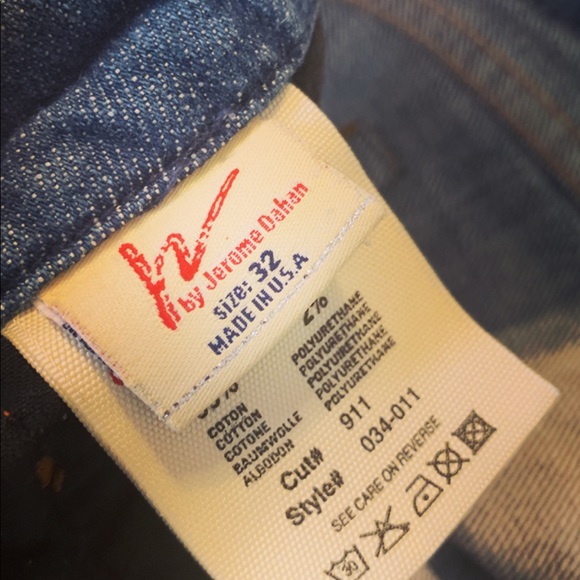 by Jerome Dahan
Size: 32
MADE IN U.S.A
2%
COTON
COTTON
COTONE
BAUMWOLLE
ALGODON
POLYURETHANE
POLYURETHANE
POLYURETHANE
POLYURETHANE
Cut# 911
Style# 034-011
SEE CARE ON REVERSE
30